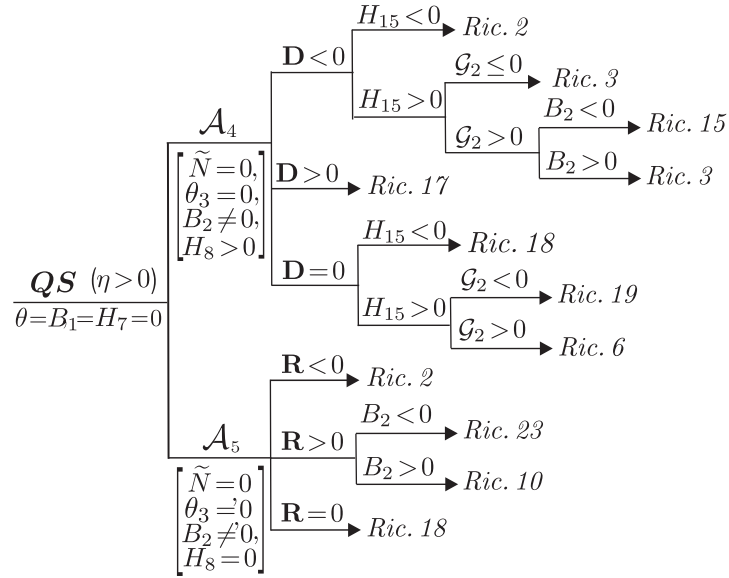 H₁₅ < 0 Ric. 2
D < 0
𝒢₂ ≤ 0 Ric. 3
H₁₅ > 0
B₂ < 0 Ric. 15
𝒢₂ > 0
B₂ > 0 Ric. 3
𝒜₄
[Ñ = 0,
θ₃ = 0,
B₂ ≠ 0,
H₈ > 0]
D > 0 Ric. 17
H₁₅ < 0 Ric. 18
D = 0
𝒢₂ < 0 Ric. 19
H₁₅ > 0
𝒢₂ > 0 Ric. 6
QS (η > 0)
θ = B₁ = H₇ = 0
R < 0 Ric. 2
B₂ < 0 Ric. 23
𝒜₅ R > 0
B₂ > 0 Ric. 10
[Ñ = 0,
θ₃ = 0,
B₂ ≠ 0,
H₈ = 0]
R = 0 Ric. 18